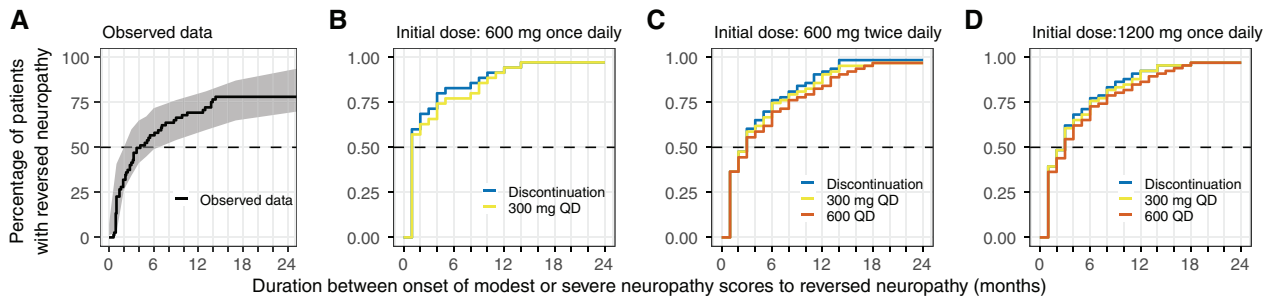 A
Observed data
Percentage of patients
with reversed neuropathy
100
75
50
25
0
Observed data
0 6 12 18 24
B
Initial dose: 600 mg once daily
1.00
0.75
0.50
0.25
0.00
Discontinuation
300 mg QD
0 6 12 18 24
C
Initial dose: 600 mg twice daily
1.00
0.75
0.50
0.25
0.00
Discontinuation
300 mg QD
600 QD
0 6 12 18 24
D
Initial dose:1200 mg once daily
1.00
0.75
0.50
0.25
0.00
Discontinuation
300 mg QD
600 QD
0 6 12 18 24
Duration between onset of modest or severe neuropathy scores to reversed neuropathy (months)